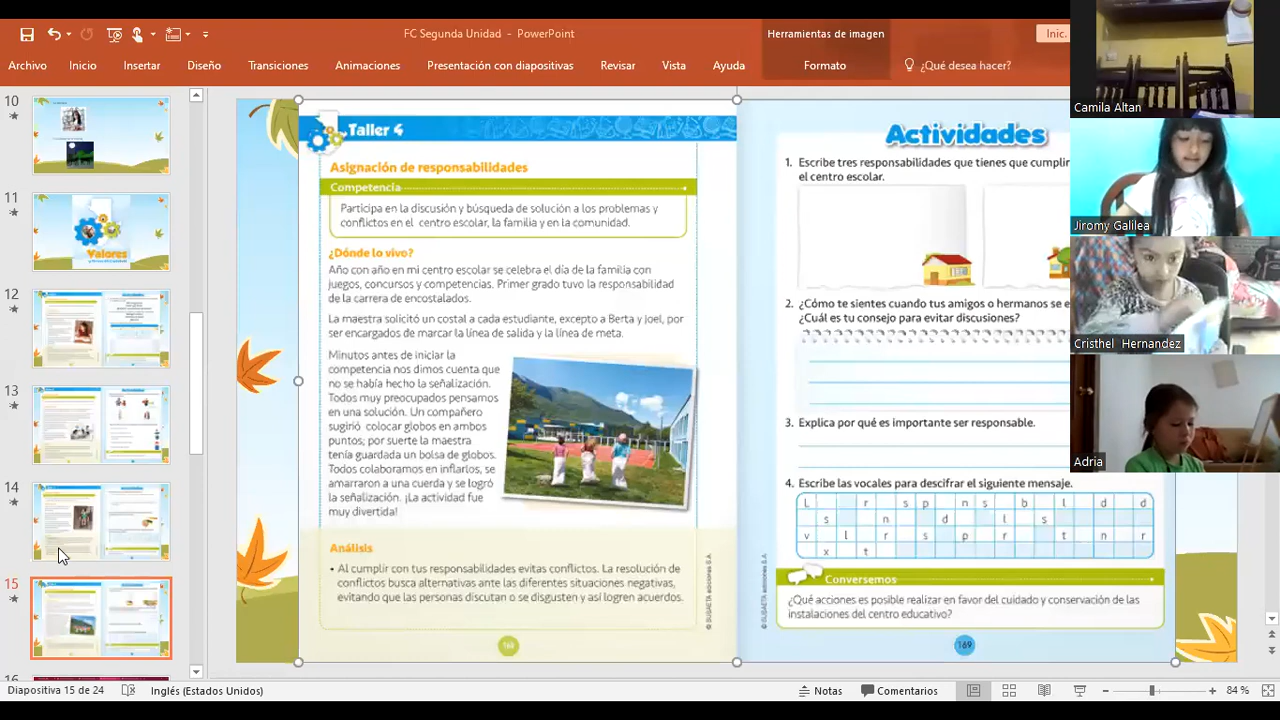 FC Segunda Unidad - PowerPoint
Herramientas de imagen
Inic.
Archivo
Inicio
Insertar
Diseño
Transiciones
Animaciones
Presentación con diapositivas
Revisar
Vista
Ayuda
Formato
¿Qué desea hacer?
10
11
Valores
12
13
14
15
Taller 4
Asignación de responsabilidades
Competencia
Participa en la discusión y búsqueda de solución a los problemas y
conflictos en el centro escolar, la familia y en la comunidad.
¿Dónde lo vivo?
Año con año en mi centro escolar se celebra el día de la familia con
juegos, concursos y competencias. Primer grado tuvo la responsabilidad
de la carrera de encostalados.
La maestra solicitó un costal a cada estudiante, excepto a Berta y Joel, por
ser encargados de marcar la línea de salida y la línea de meta.
Minutos antes de iniciar la
competencia nos dimos cuenta que
no se había hecho la señalización.
Todos muy preocupados pensamos
en una solución. Un compañero
sugirió colocar globos en ambos
puntos; por suerte la maestra
tenía guardada un bolsa de globos.
Todos colaboramos en inflarlos, se
amarraron a una cuerda y se logró
la señalización. ¡La actividad fue
muy divertida!
Análisis
• Al cumplir con tus responsabilidades evitas conflictos. La resolución de
conflictos busca alternativas ante las diferentes situaciones negativas,
evitando que las personas discutan o se disgusten y así logren acuerdos.
168
© SUSAETA ediciones S.A.
Actividades
1. Escribe tres responsabilidades que tienes que cumplir
el centro escolar.
2. ¿Cómo te sientes cuando tus amigos o hermanos se e
¿Cuál es tu consejo para evitar discusiones?
3. Explica por qué es importante ser responsable.
4. Escribe las vocales para descifrar el siguiente mensaje.
L r s p n s b l d d
s n d l s
v l r s p r t n r
x t
Conversemos
¿Qué acciones es posible realizar en favor del cuidado y conservación de las
instalaciones del centro educativo?
169
© SUSAETA ediciones S.A.
Camila Altan
Jiromy Galilea
Cristhel Hernandez
Adria
Diapositiva 15 de 24
Inglés (Estados Unidos)
Notas
Comentarios
84 %